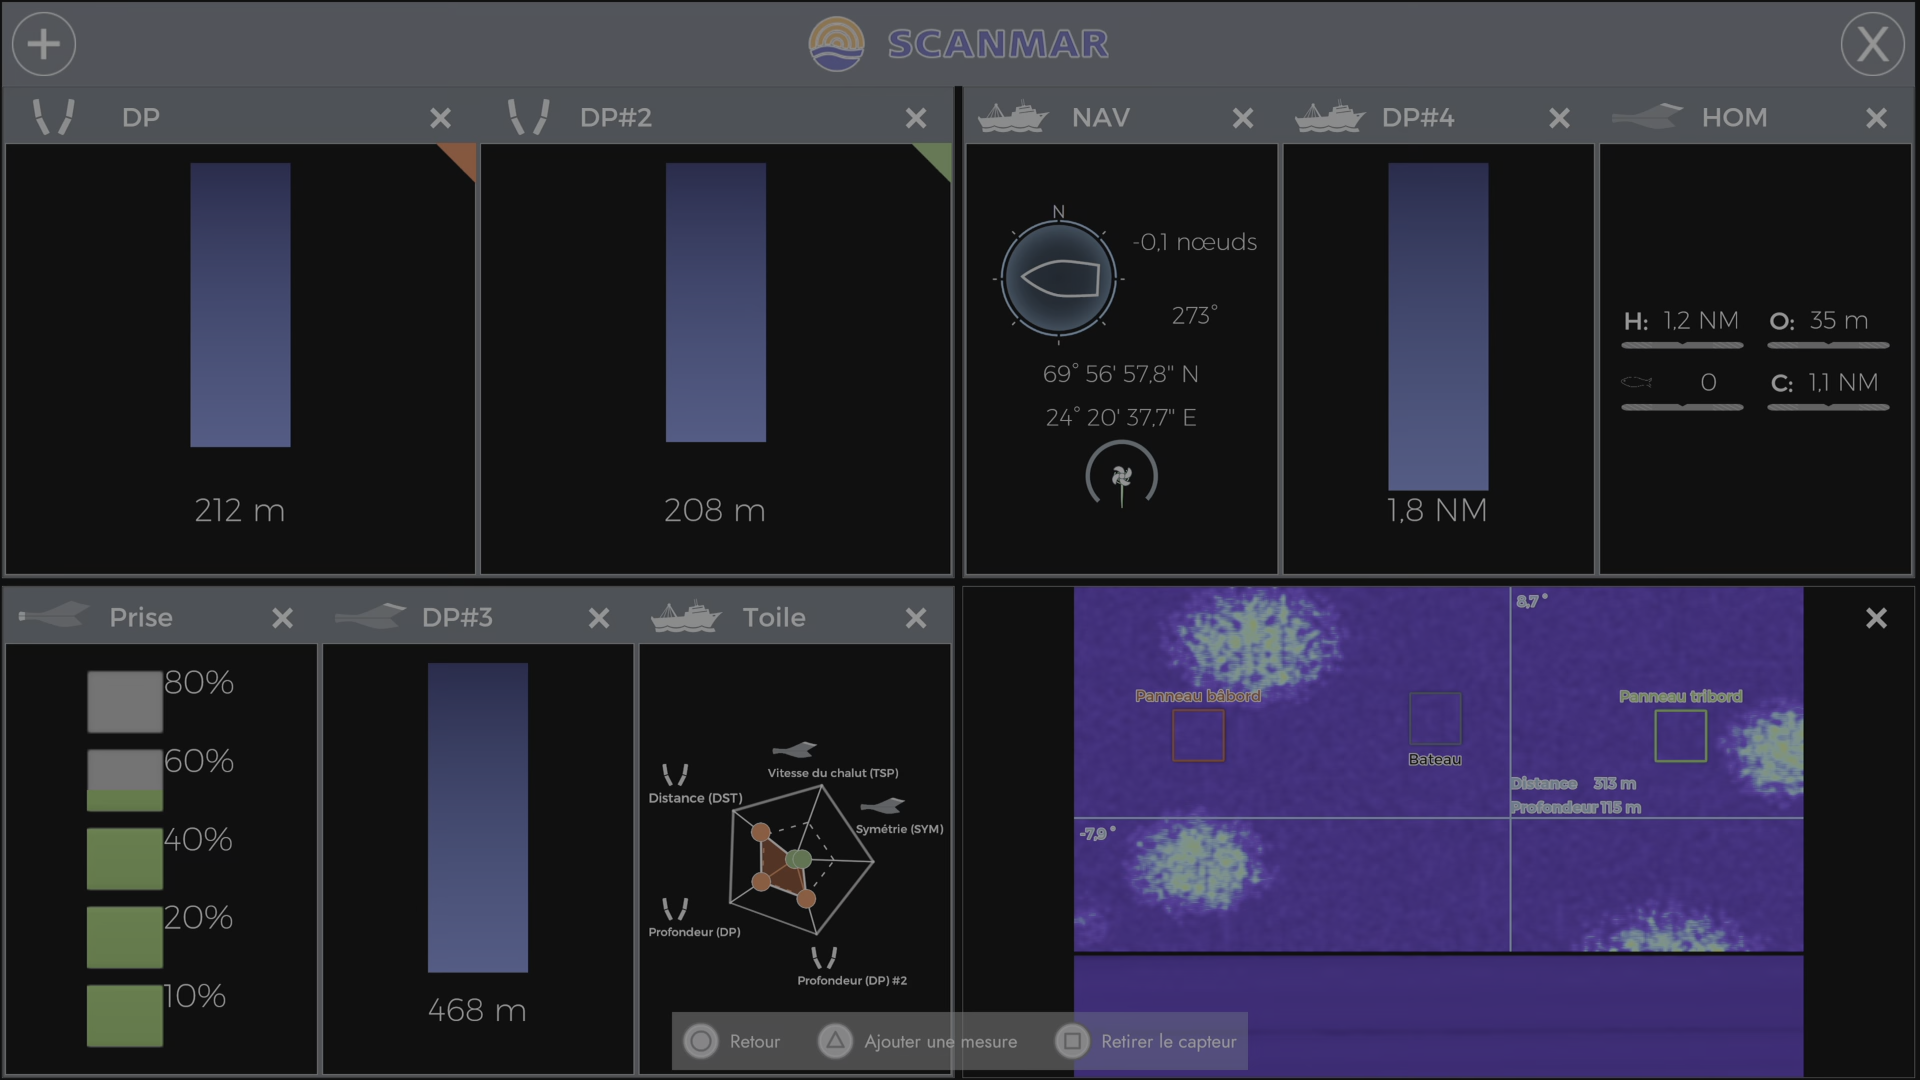 SCANMAR
X
DP
DP#2
NAV
DP#4
HOM
212 m
208 m
N
-0,1 nœuds
273°
69° 56' 57,8" N
24° 20' 37,7" E
1,8 NM
H: 1,2 NM O: 35 m
0 C: 1,1 NM
Prise
DP#3
Toile
80%
60%
40%
20%
10%
468 m
Vitesse du chalut (TSP)
Distance (DST)
Symétrie (SYM)
Profondeur (DP)
Profondeur (DP) #2
8,7°
Panneau bâbord
Panneau tribord
Bateau
Distance 313 m
Profondeur 115 m
-7,9°
Retour
Ajouter une mesure
Retirer le capteur